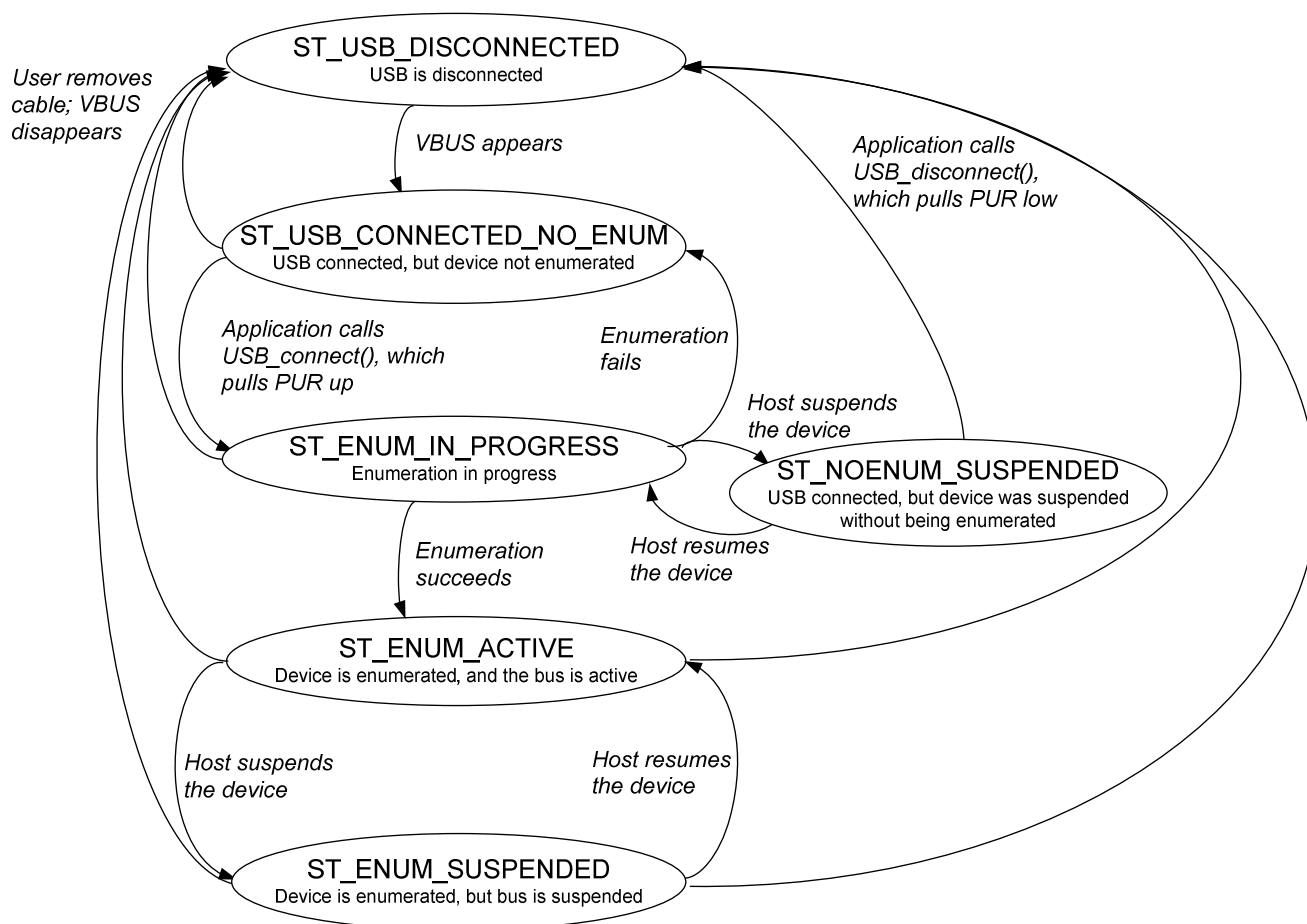 ST_USB_DISCONNECTED
USB is disconnected
User removes
cable; VBUS
disappears
VBUS appears
Application calls
USB_disconnect(),
which pulls PUR low
ST_USB_CONNECTED_NO_ENUM
USB connected, but device not enumerated
Application calls
USB_connect(), which
pulls PUR up
Enumeration
fails
Host suspends
the device
ST_ENUM_IN_PROGRESS
Enumeration in progress
ST_NOENUM_SUSPENDED
USB connected, but device was suspended
without being enumerated
Host resumes
the device
Enumeration
succeeds
ST_ENUM_ACTIVE
Device is enumerated, and the bus is active
Host suspends
the device
Host resumes
the device
ST_ENUM_SUSPENDED
Device is enumerated, but bus is suspended